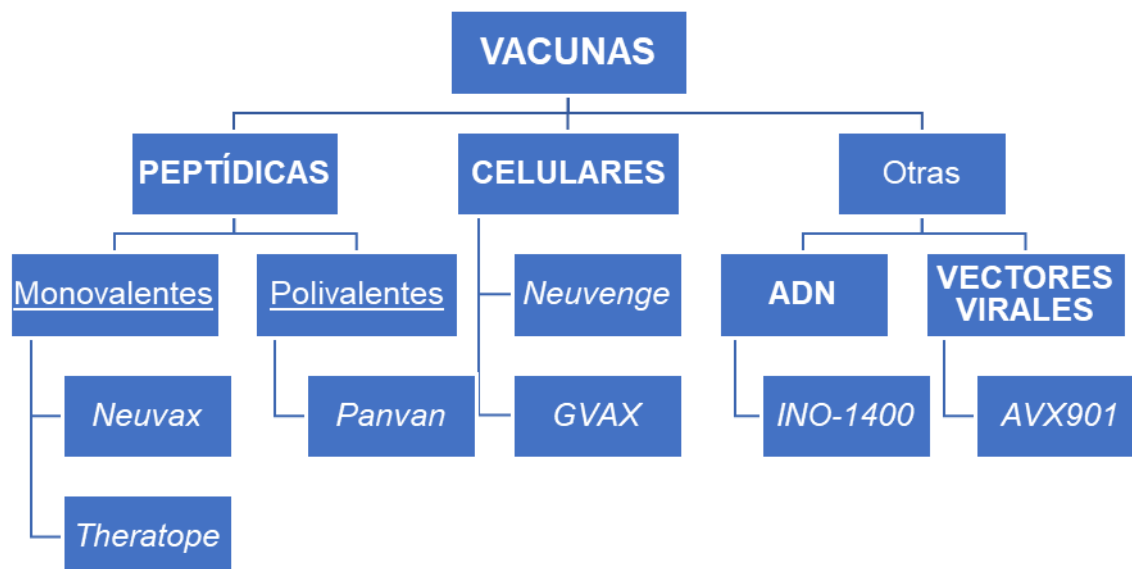 VACUNAS
PEPTÍDICAS
CELULARES
Otras
Monovalentes
Polivalentes
Neuvenge
ADN
VECTORES
VIRALES
Neuvax
Panvan
GVAX
INO-1400
AVX901
Theratope